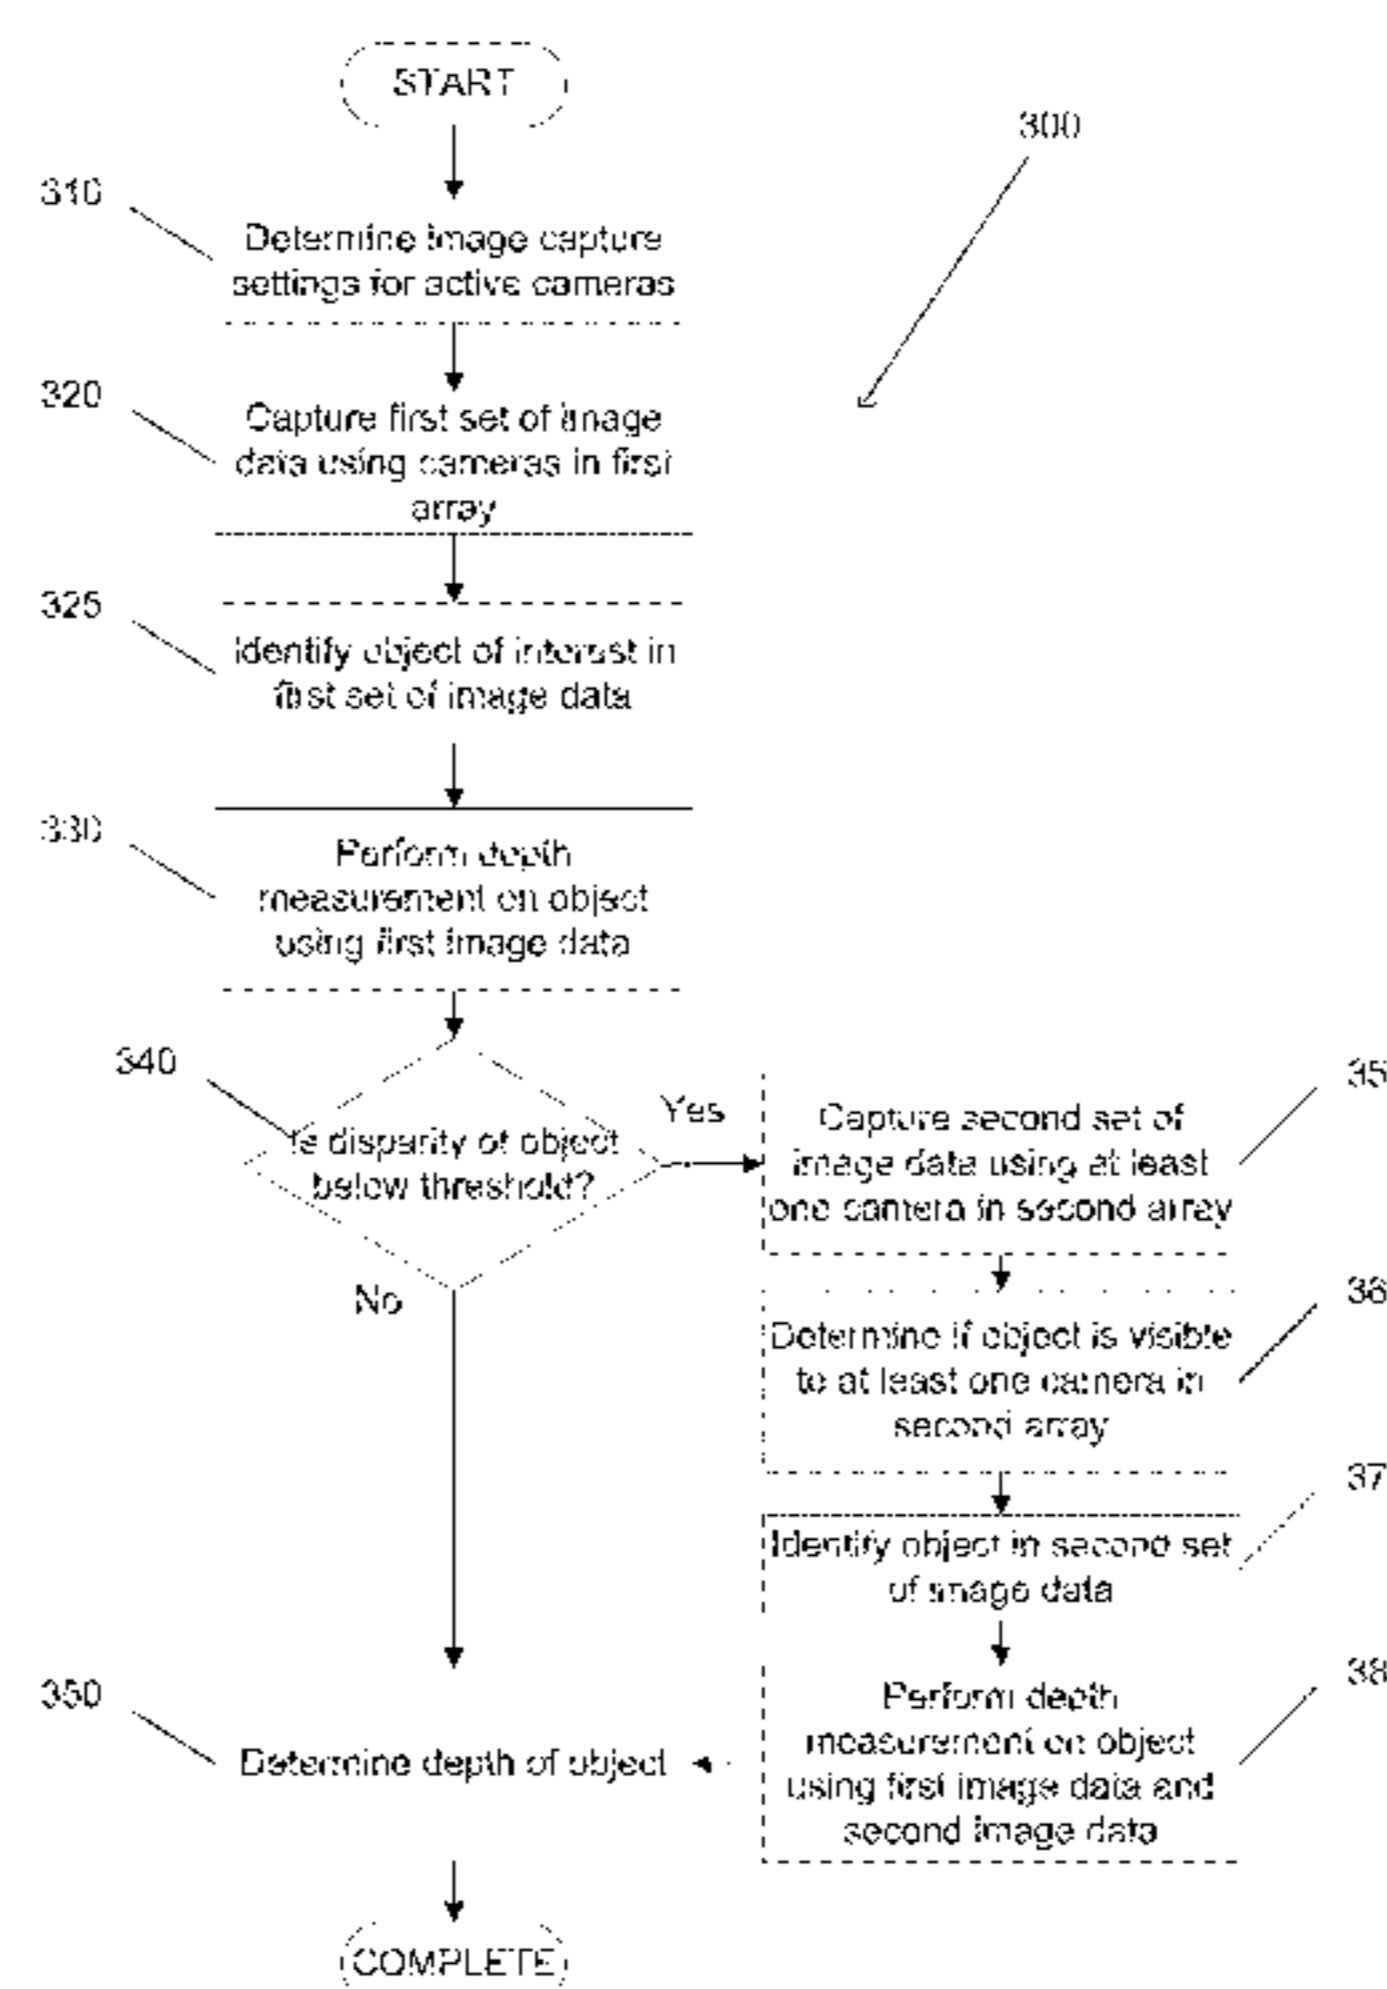 START
300
310
Determine image capture
settings for active cameras
320
Capture first set of image
data using cameras in first
array
325
Identify object of interest in
first set of image data
330
Perform depth
measurement on object
using first image data
340
Is disparity of object
below threshold?
Yes
No
35
Capture second set of
image data using at least
one camera in second array
36
Determine if object is visible
to at least one camera in
second array
37
Identify object in second set
of image data
38
Perform depth
measurement on object
using first image data and
second image data
350
Determine depth of object
COMPLETE